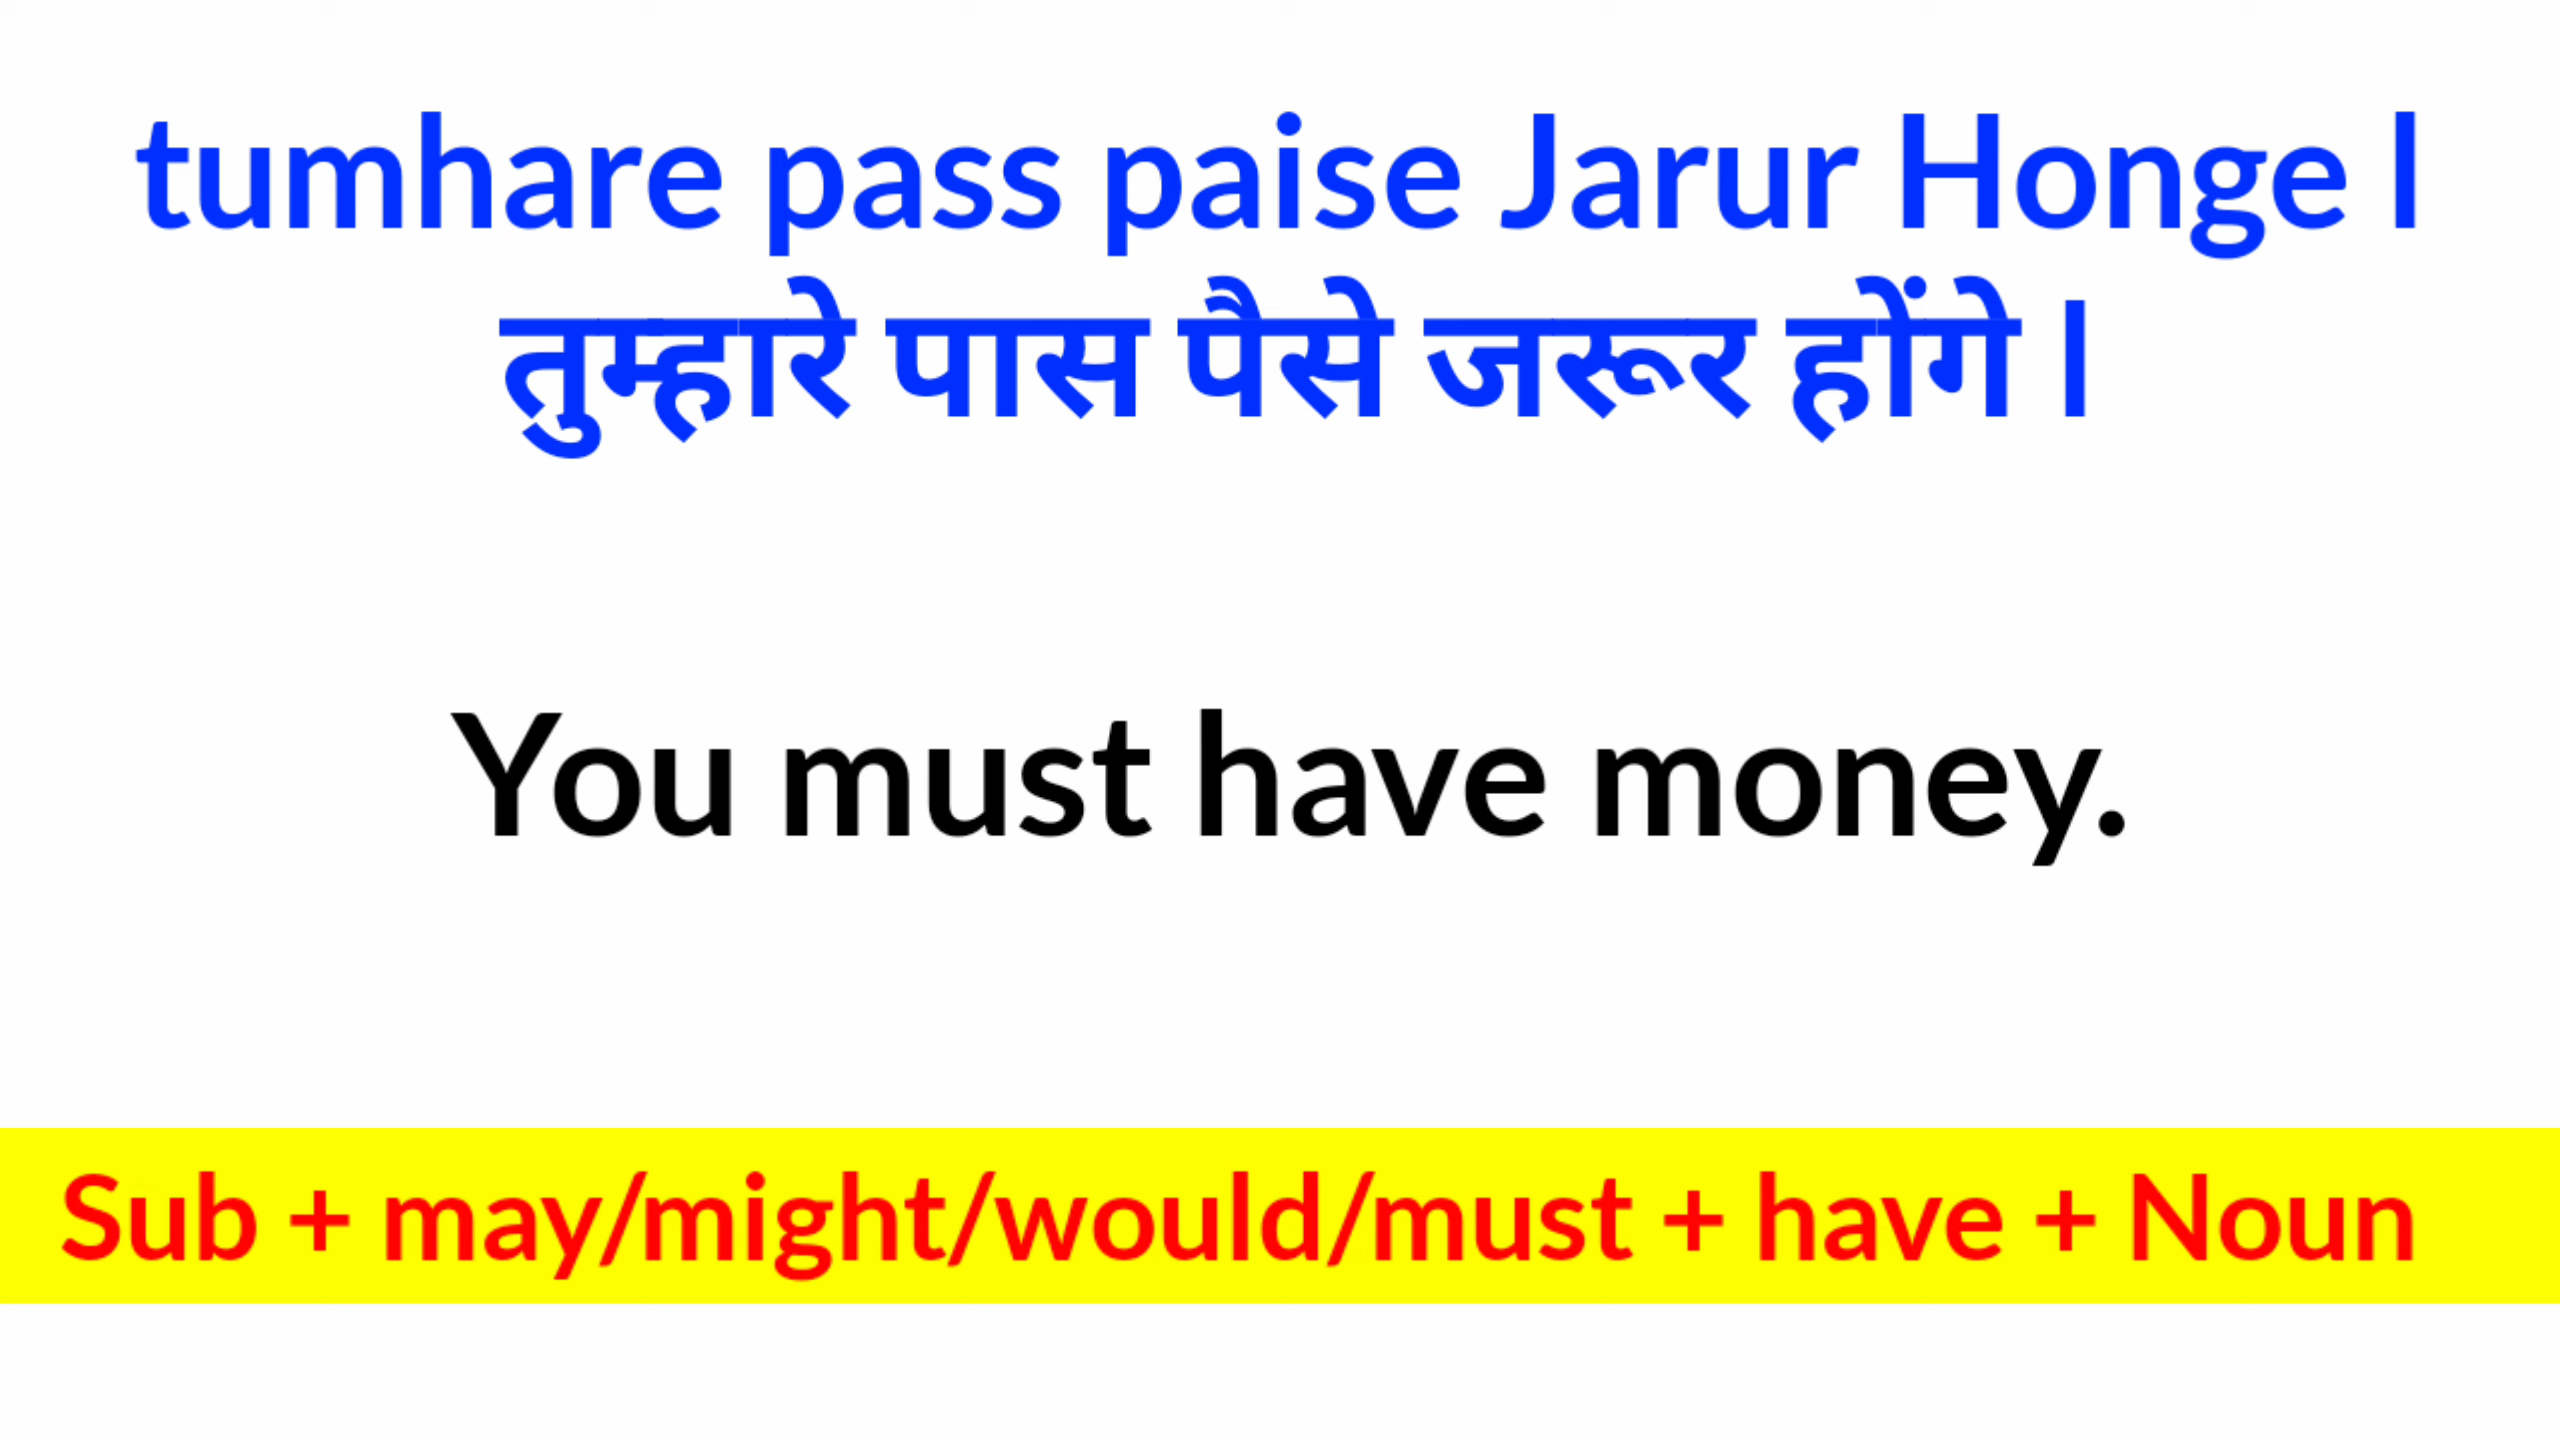 tumhare pass paise Jarur Honge l
तुम्हारे पास पैसे जरूर होंगे l
You must have money.
Sub + may/might/would/must + have + Noun